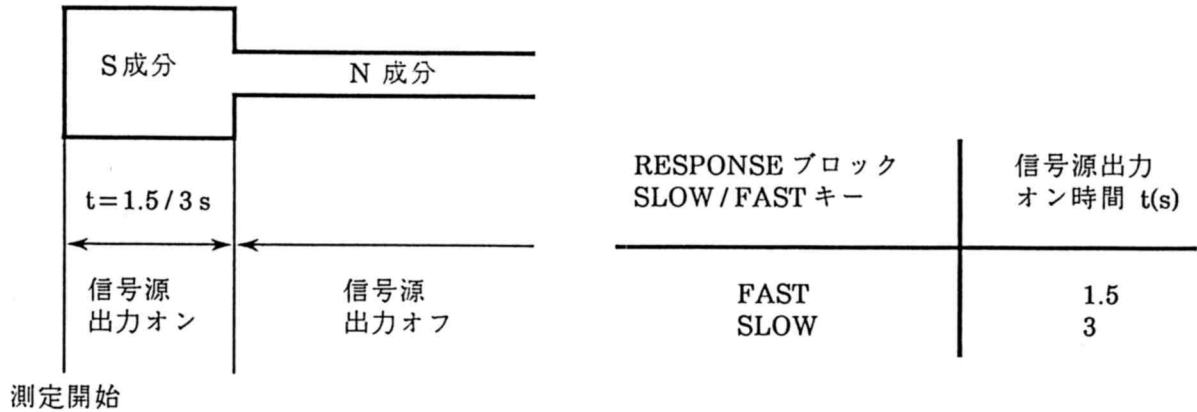 S成分
N 成分
t=1.5/3 s
信号源
出力オン
信号源
出力オフ
測定開始
RESPONSE ブロック
SLOW/FAST キー
信号源出力
オン時間 t(s)
FAST 1.5
SLOW 3